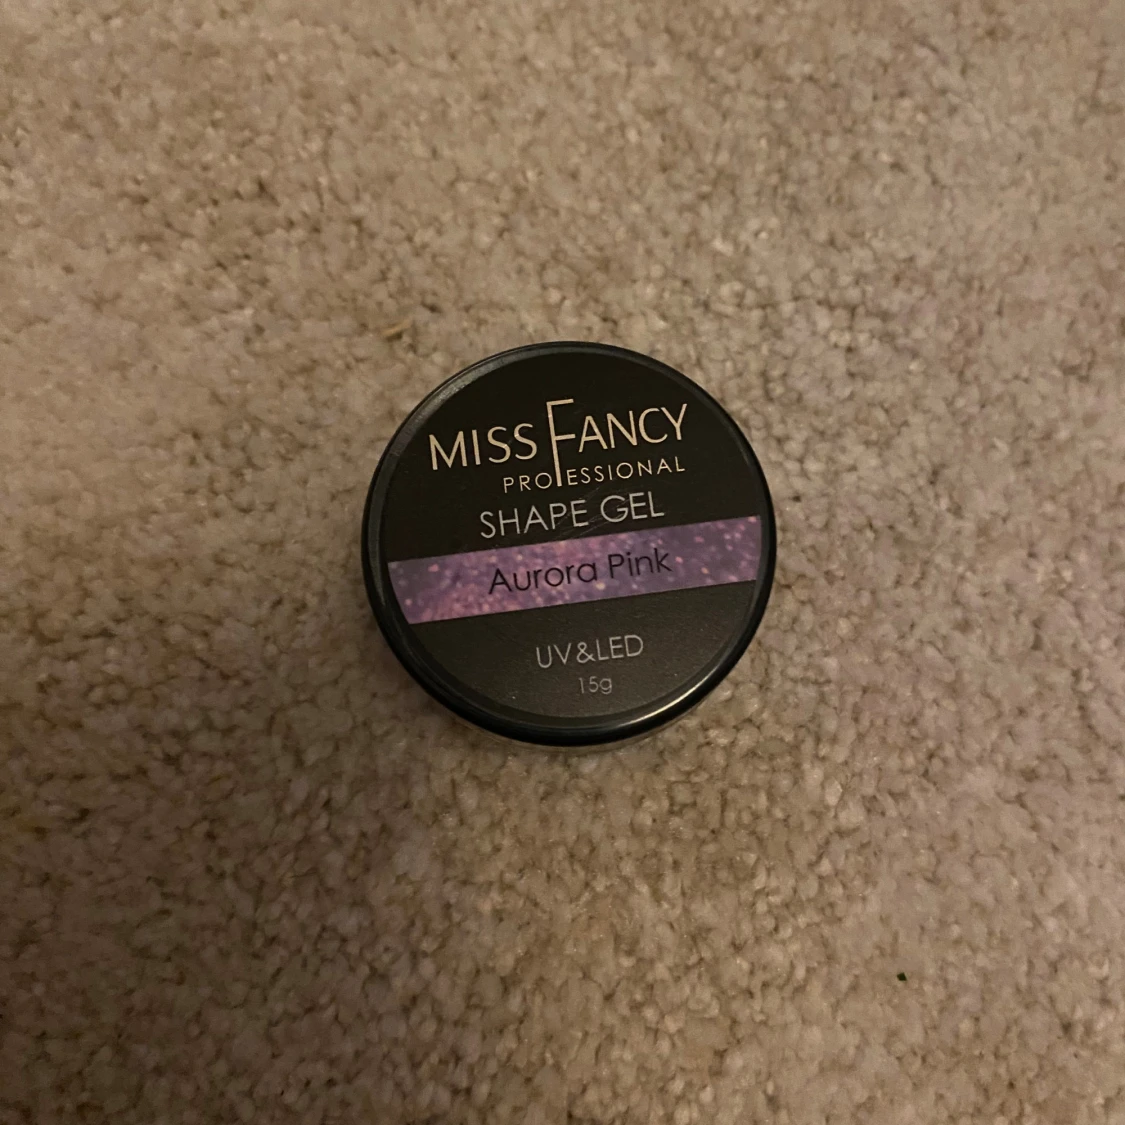 MISS FANCY
PROFESSIONAL
SHAPE GEL
Aurora Pink
UV&LED
15g